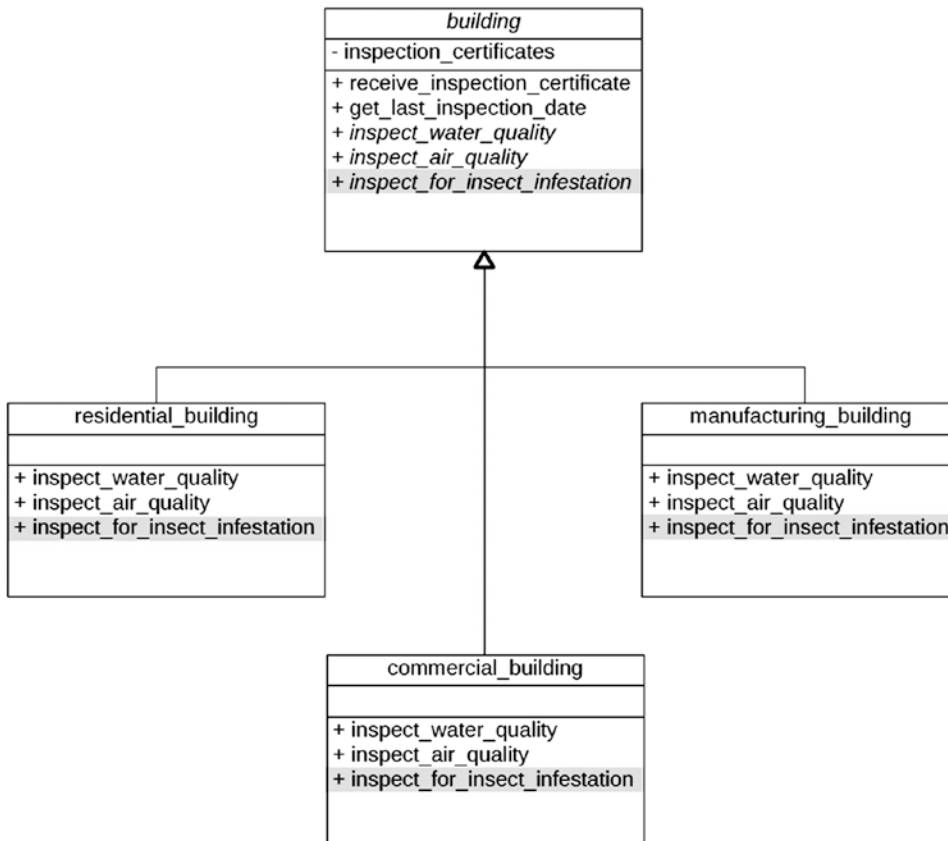 building
- inspection_certificates
+ receive_inspection_certificate
+ get_last_inspection_date
+ inspect_water_quality
+ inspect_air_quality
+ inspect_for_insect_infestation
residential_building
+ inspect_water_quality
+ inspect_air_quality
+ inspect_for_insect_infestation
manufacturing_building
+ inspect_water_quality
+ inspect_air_quality
+ inspect_for_insect_infestation
commercial_building
+ inspect_water_quality
+ inspect_air_quality
+ inspect_for_insect_infestation